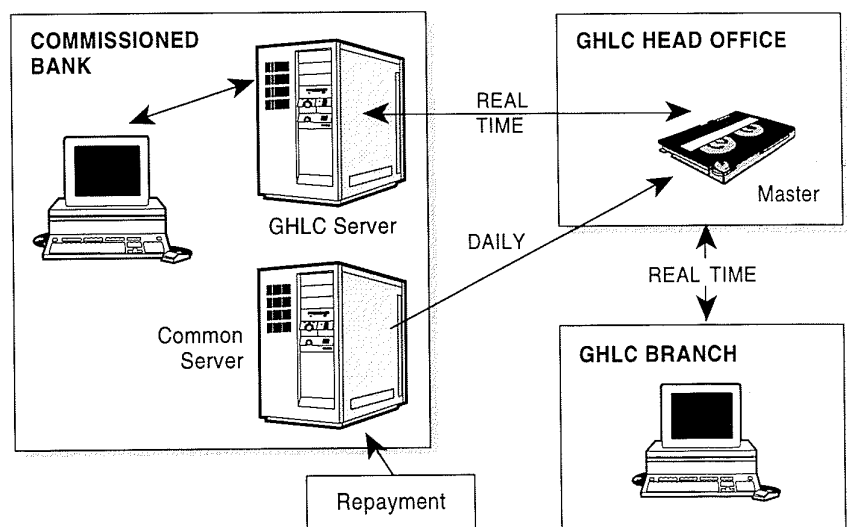 COMMISSIONED
BANK
GHLC Server
Common
Server
Repayment
REAL
TIME
DAILY
GHLC HEAD OFFICE
Master
REAL TIME
GHLC BRANCH